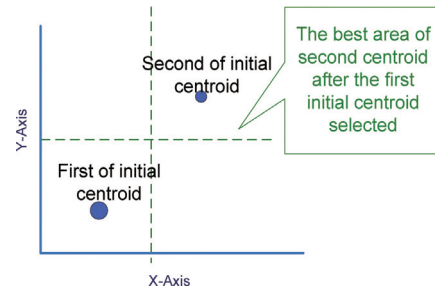 The best area of
second centroid
after the first
initial centroid
selected
Second of initial
centroid
First of initial
centroid
Y-Axis
X-Axis